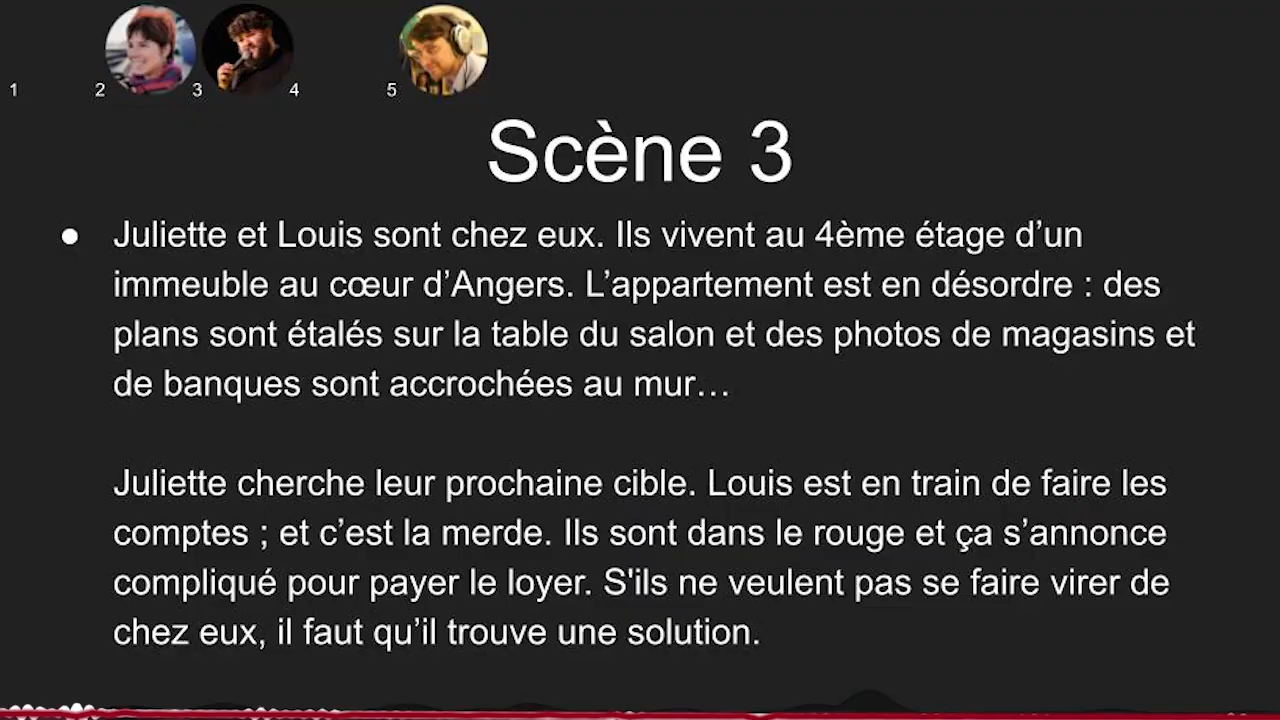 1 2 3 4 5
Scène 3
● Juliette et Louis sont chez eux. Ils vivent au 4ème étage d’un
immeuble au cœur d’Angers. L’appartement est en désordre : des
plans sont étalés sur la table du salon et des photos de magasins et
de banques sont accrochées au mur…
Juliette cherche leur prochaine cible. Louis est en train de faire les
comptes ; et c’est la merde. Ils sont dans le rouge et ça s’annonce
compliqué pour payer le loyer. S'ils ne veulent pas se faire virer de
chez eux, il faut qu’il trouve une solution.